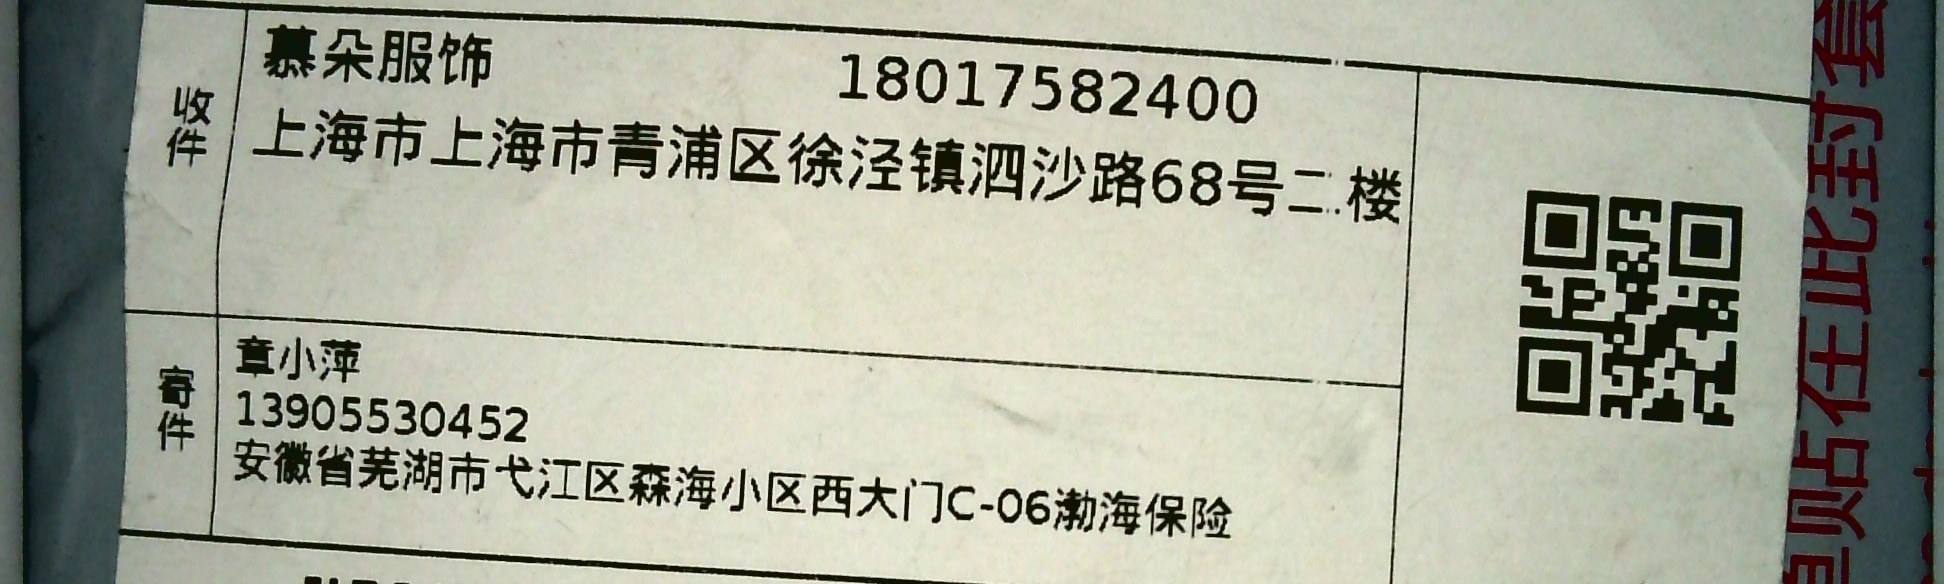 收件
慕朵服饰 18017582400
上海市上海市青浦区徐泾镇泗沙路68号二楼
寄件
章小萍
13905530452
安徽省芜湖市弋江区森海小区西大门C-06渤海保险
贴在此封套